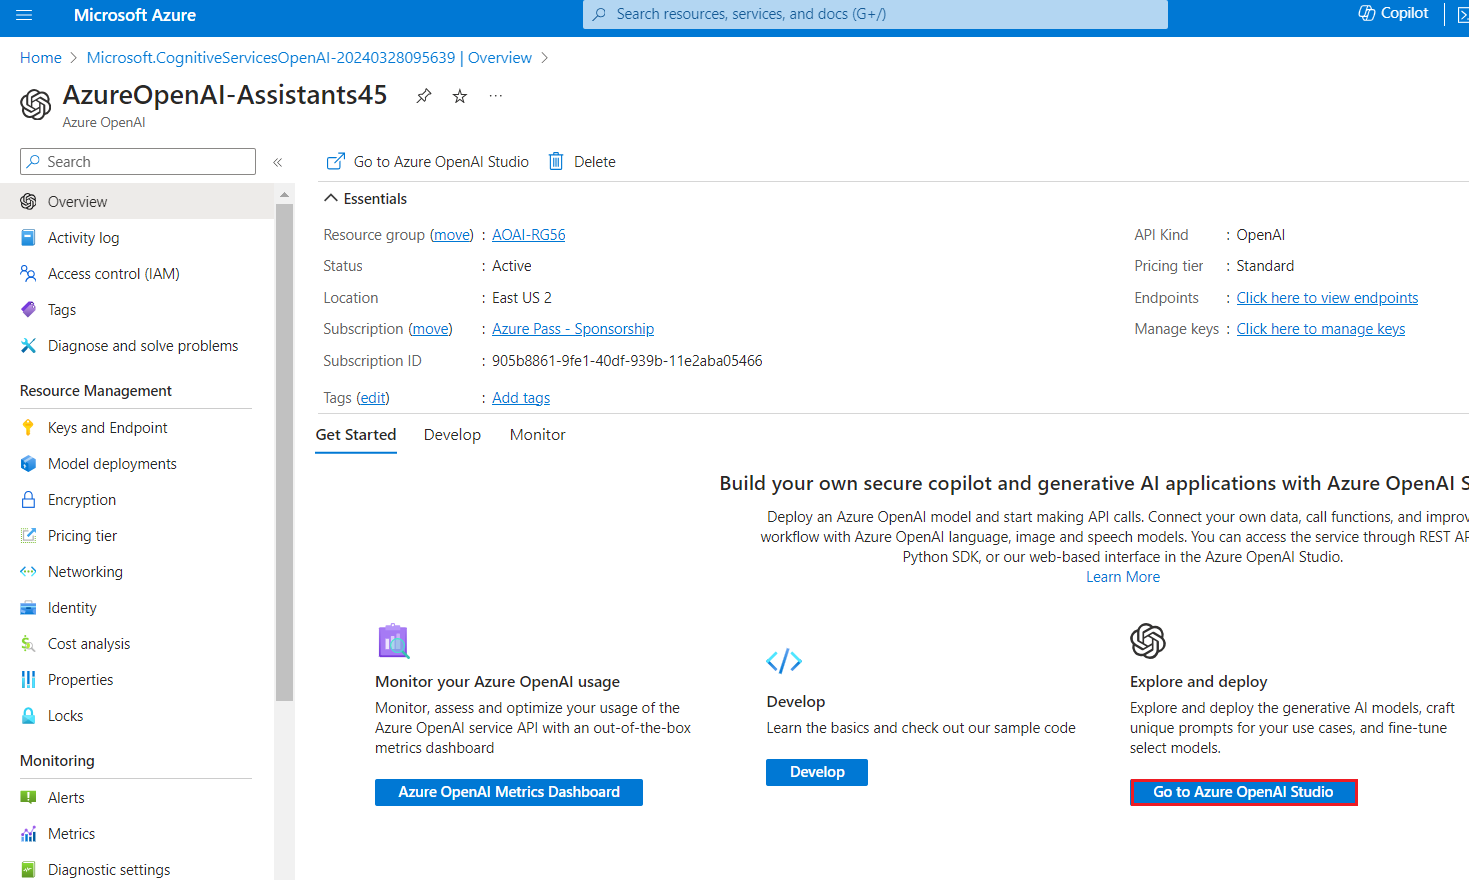 Microsoft Azure
Search resources, services, and docs (G+/)
Copilot
Home > Microsoft.CognitiveServicesOpenAI-20240328095639 | Overview >
AzureOpenAI-Assistants45
Azure OpenAI
Search
Go to Azure OpenAI Studio
Delete
Overview
Activity log
Access control (IAM)
Tags
Diagnose and solve problems
Resource Management
Keys and Endpoint
Model deployments
Encryption
Pricing tier
Networking
Identity
Cost analysis
Properties
Locks
Monitoring
Alerts
Metrics
Diagnostic settings
Essentials
Resource group (move) : AOAI-RG56
Status : Active
Location : East US 2
Subscription (move) : Azure Pass - Sponsorship
Subscription ID : 905b8861-9fe1-40df-939b-11e2aba05466
Tags (edit) : Add tags
API Kind : OpenAI
Pricing tier : Standard
Endpoints : Click here to view endpoints
Manage keys : Click here to manage keys
Get Started
Develop
Monitor
Build your own secure copilot and generative AI applications with Azure OpenAI S
Deploy an Azure OpenAI model and start making API calls. Connect your own data, call functions, and improv
workflow with Azure OpenAI language, image and speech models. You can access the service through REST AP
Python SDK, or our web-based interface in the Azure OpenAI Studio.
Learn More
Monitor your Azure OpenAI usage
Monitor, assess and optimize your usage of the
Azure OpenAI service API with an out-of-the-box
metrics dashboard
Azure OpenAI Metrics Dashboard
Develop
Learn the basics and check out our sample code
Develop
Explore and deploy
Explore and deploy the generative AI models, craft
unique prompts for your use cases, and fine-tune
select models.
Go to Azure OpenAI Studio